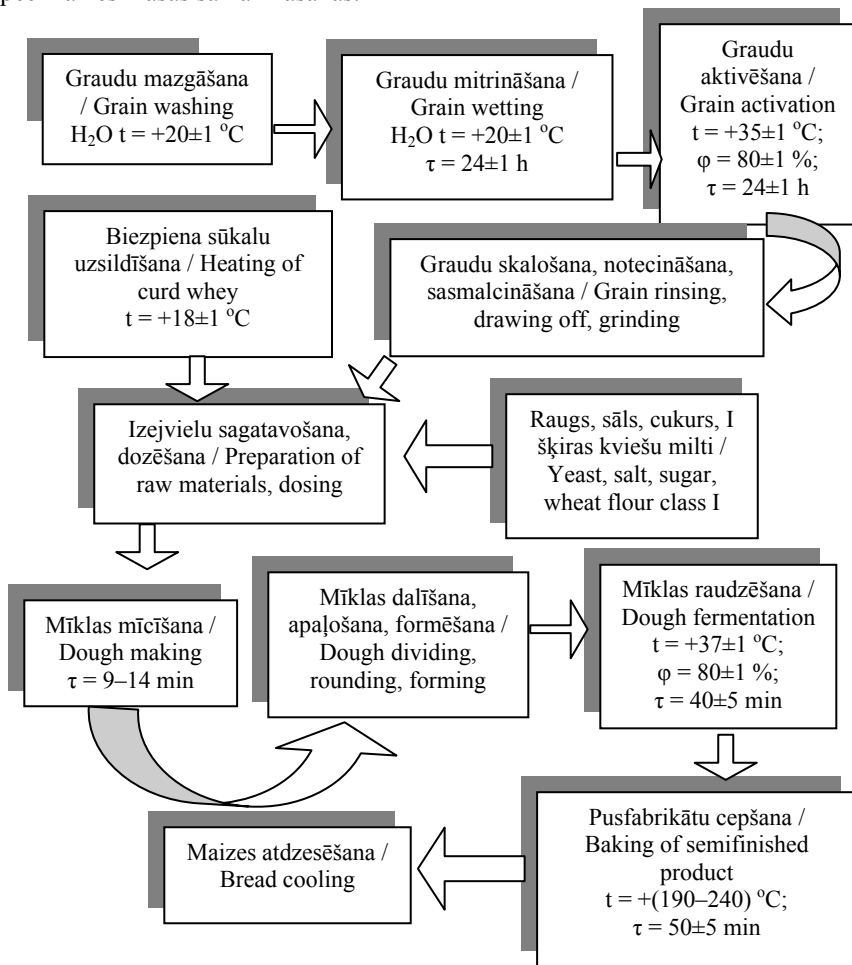 Graudu mazgāšana
/ Grain washing
H₂O t = +20±1 °C
Graudu mitrināšana /
Grain wetting
H₂O t = +20±1 °C
τ = 24±1 h
Graudu
aktivēšana /
Grain activation
t = +35±1 °C;
φ = 80±1 %;
τ = 24±1 h
Biezpiena sūkalu
uzsildīšana / Heating of
curd whey
t = +18±1 °C
Graudu skalošana, notecināšana,
sasmalcināšana / Grain rinsing,
drawing off, grinding
Izejvielu sagatavošana,
dozēšana / Preparation of
raw materials, dosing
Raugs, sāls, cukurs, I
šķiras kviešu milti /
Yeast, salt, sugar,
wheat flour class I
Mīklas mīcīšana /
Dough making
τ = 9–14 min
Mīklas dalīšana,
apaļošana, formēšana /
Dough dividing,
rounding, forming
Mīklas raudzēšana /
Dough fermentation
t = +37±1 °C;
φ = 80±1 %;
τ = 40±5 min
Pusfabrikātu cepšana /
Baking of semifinished
product
t = +(190–240) °C;
τ = 50±5 min
Maizes atdzesēšana /
Bread cooling